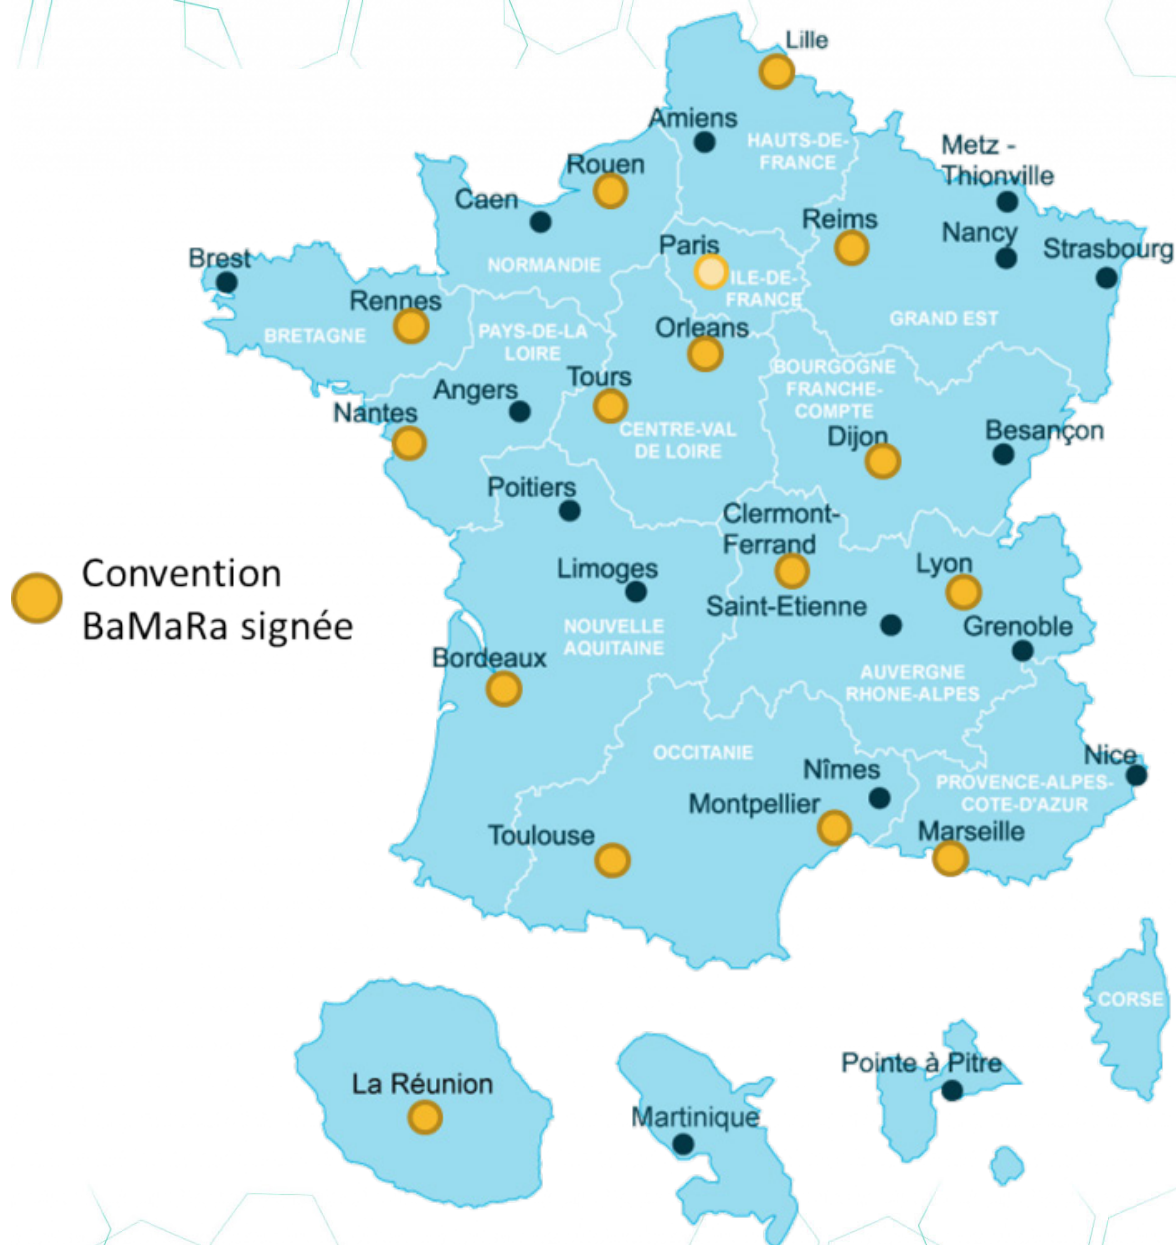 Lille
Amiens
HAUTS-DE-
FRANCE
Metz -
Thionville
Rouen
Caen
Reims
Nancy
Strasbourg
Paris
Brest
NORMANDIE
ILE-DE-
FRANCE
Rennes
GRAND EST
BRETAGNE
PAYS-DE-LA
LOIRE
Orleans
BOURGOGNE
FRANCHE-
COMPTE
Tours
Angers
Nantes
CENTRE-VAL
DE LOIRE
Dijon
Besançon
Poitiers
Clermont-
Ferrand
Convention
BaMaRa signée
Limoges
Lyon
Saint-Etienne
Grenoble
NOUVELLE
AQUITAINE
Bordeaux
AUVERGNE
RHONE-ALPES
OCCITANIE
Nice
Nîmes
PROVENCE-ALPES-
COTE-D'AZUR
Montpellier
Toulouse
Marseille
CORSE
La Réunion
Pointe à Pitre
Martinique